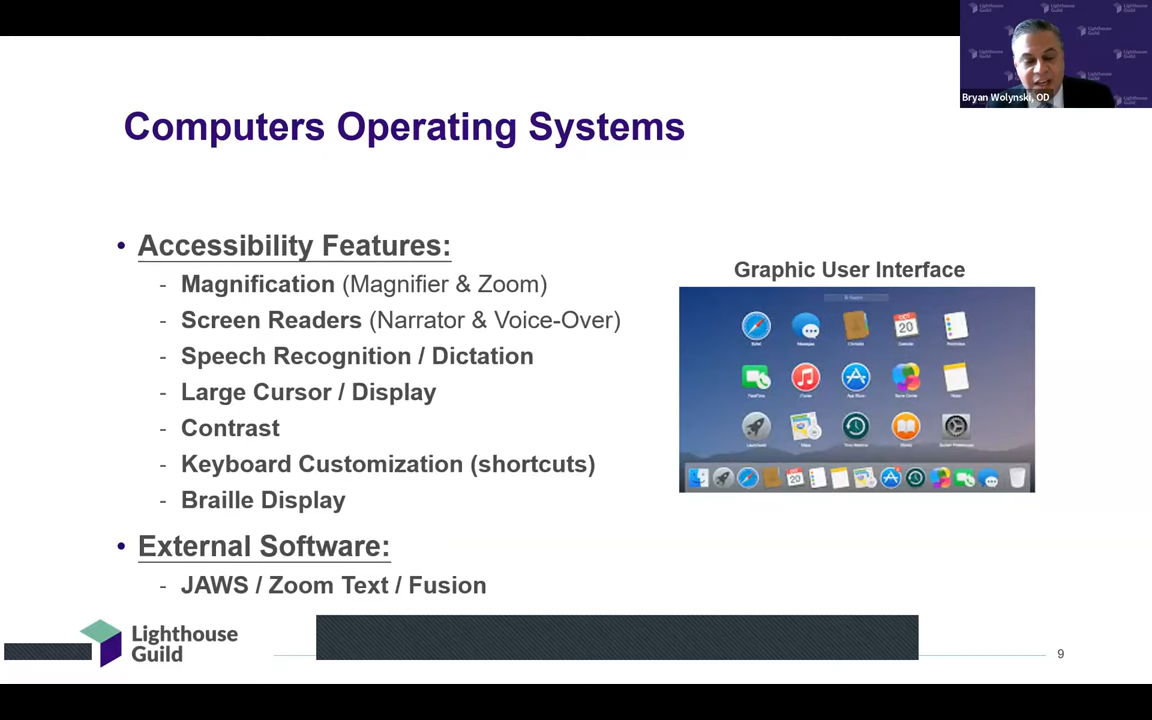 Bryan Wolynski, OD
Computers Operating Systems
• Accessibility Features:
- Magnification (Magnifier & Zoom)
- Screen Readers (Narrator & Voice-Over)
- Speech Recognition / Dictation
- Large Cursor / Display
- Contrast
- Keyboard Customization (shortcuts)
- Braille Display
• External Software:
- JAWS / Zoom Text / Fusion
Graphic User Interface
20
20
Lighthouse
Guild
9